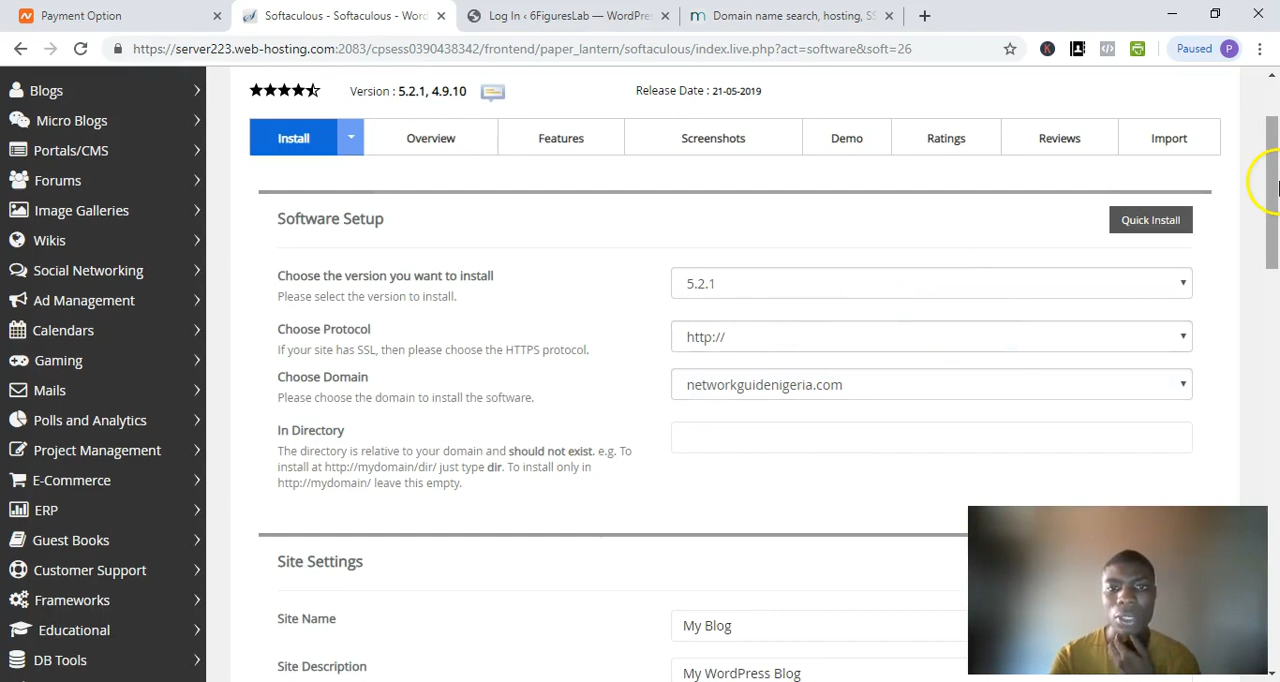 Payment Option
Softaculous - Softaculous - Wor
Log In ‹ 6FiguresLab — WordPre
Domain name search, hosting, SS
https://server223.web-hosting.com:2083/cpsess0390438342/frontend/paper_lantern/softaculous/index.live.php?act=software&soft=26
Paused P
Version : 5.2.1, 4.9.10
Release Date : 21-05-2019
Install
Overview
Features
Screenshots
Demo
Ratings
Reviews
Import
Blogs
Micro Blogs
Portals/CMS
Forums
Image Galleries
Wikis
Social Networking
Ad Management
Calendars
Gaming
Mails
Polls and Analytics
Project Management
E-Commerce
ERP
Guest Books
Customer Support
Frameworks
Educational
DB Tools
Software Setup
Quick Install
Choose the version you want to install
Please select the version to install.
5.2.1
Choose Protocol
If your site has SSL, then please choose the HTTPS protocol.
http://
Choose Domain
Please choose the domain to install the software.
networkguidenigeria.com
In Directory
The directory is relative to your domain and should not exist. e.g. To
install at http://mydomain/dir/ just type dir. To install only in
http://mydomain/ leave this empty.
Site Settings
Site Name
My Blog
Site Description
My WordPress Blog